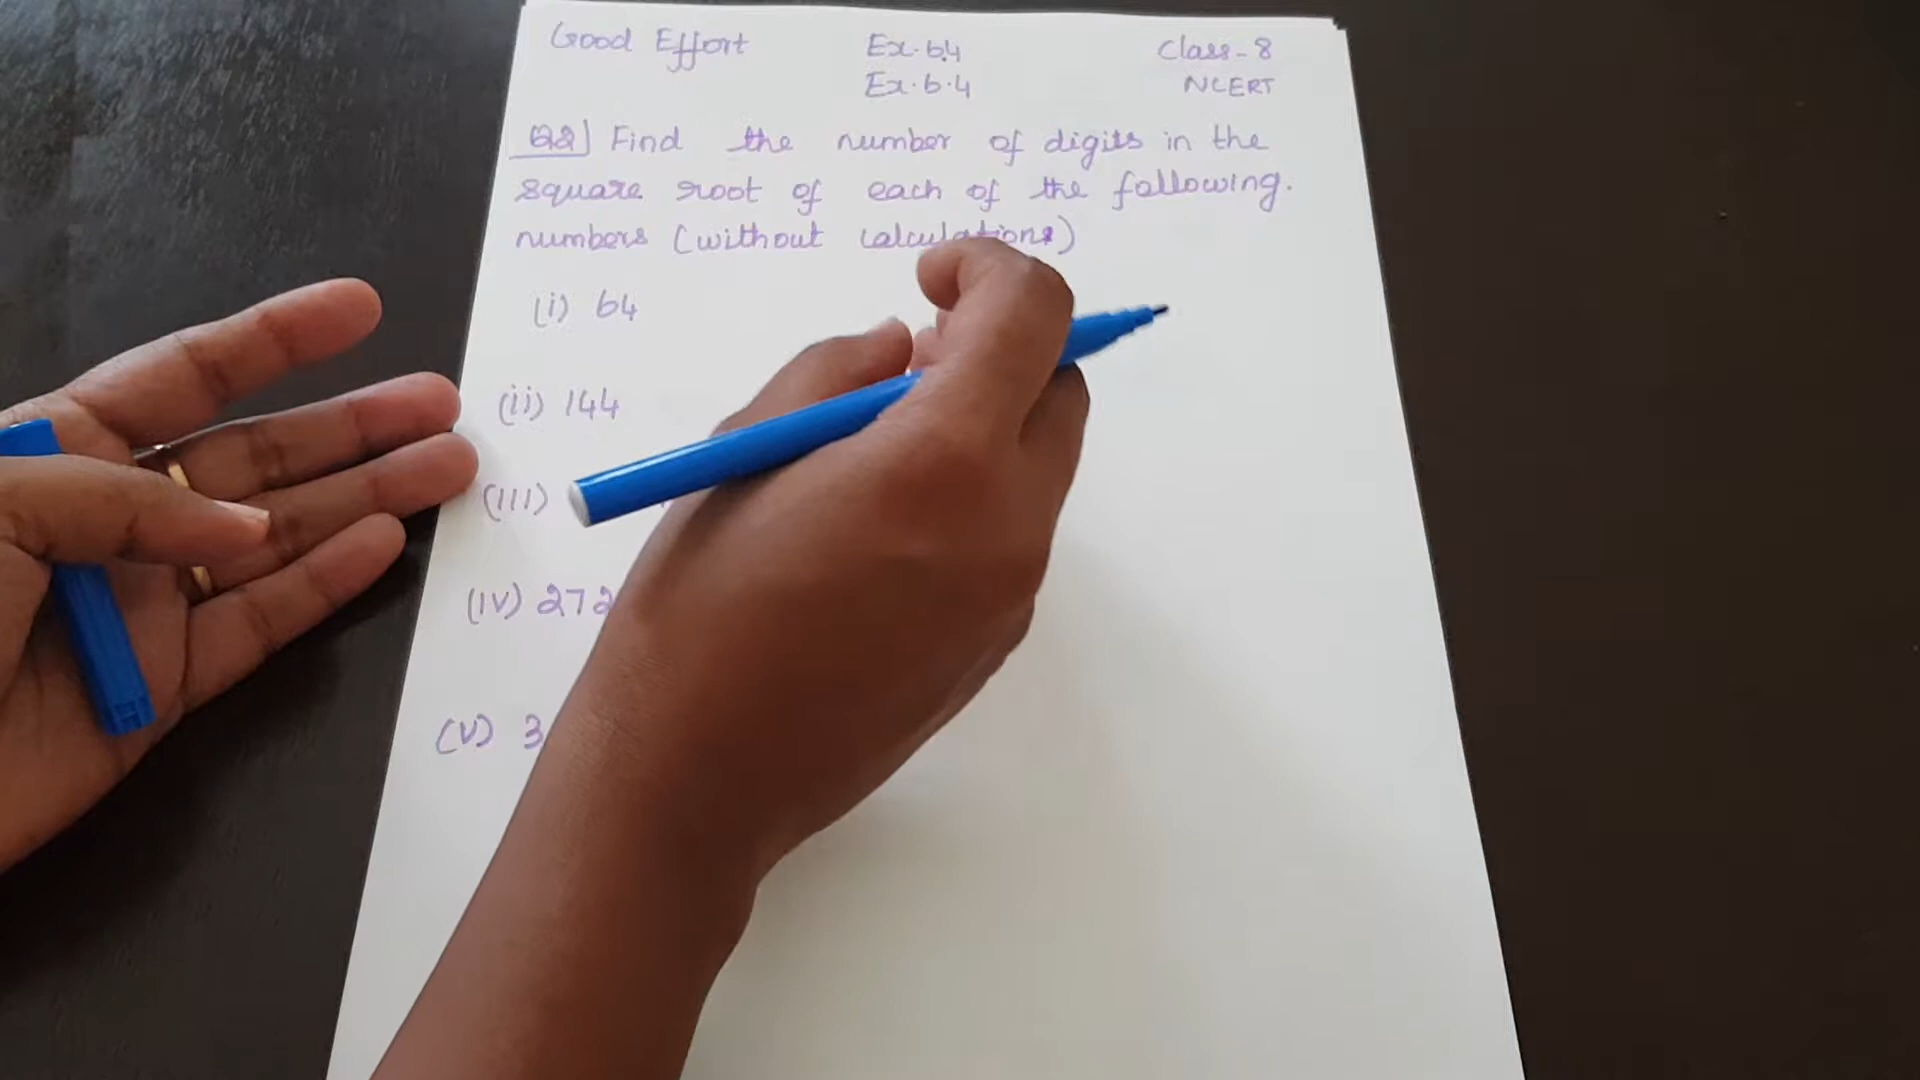 Good Effort Ex. 6.4 Class - 8
Ex. 6.4 NCERT
Q2] Find the number of digits in the
square root of each of the following.
numbers (without calculations)
(i) 64
(ii) 144
(iii)
(iv) 272
(v) 3